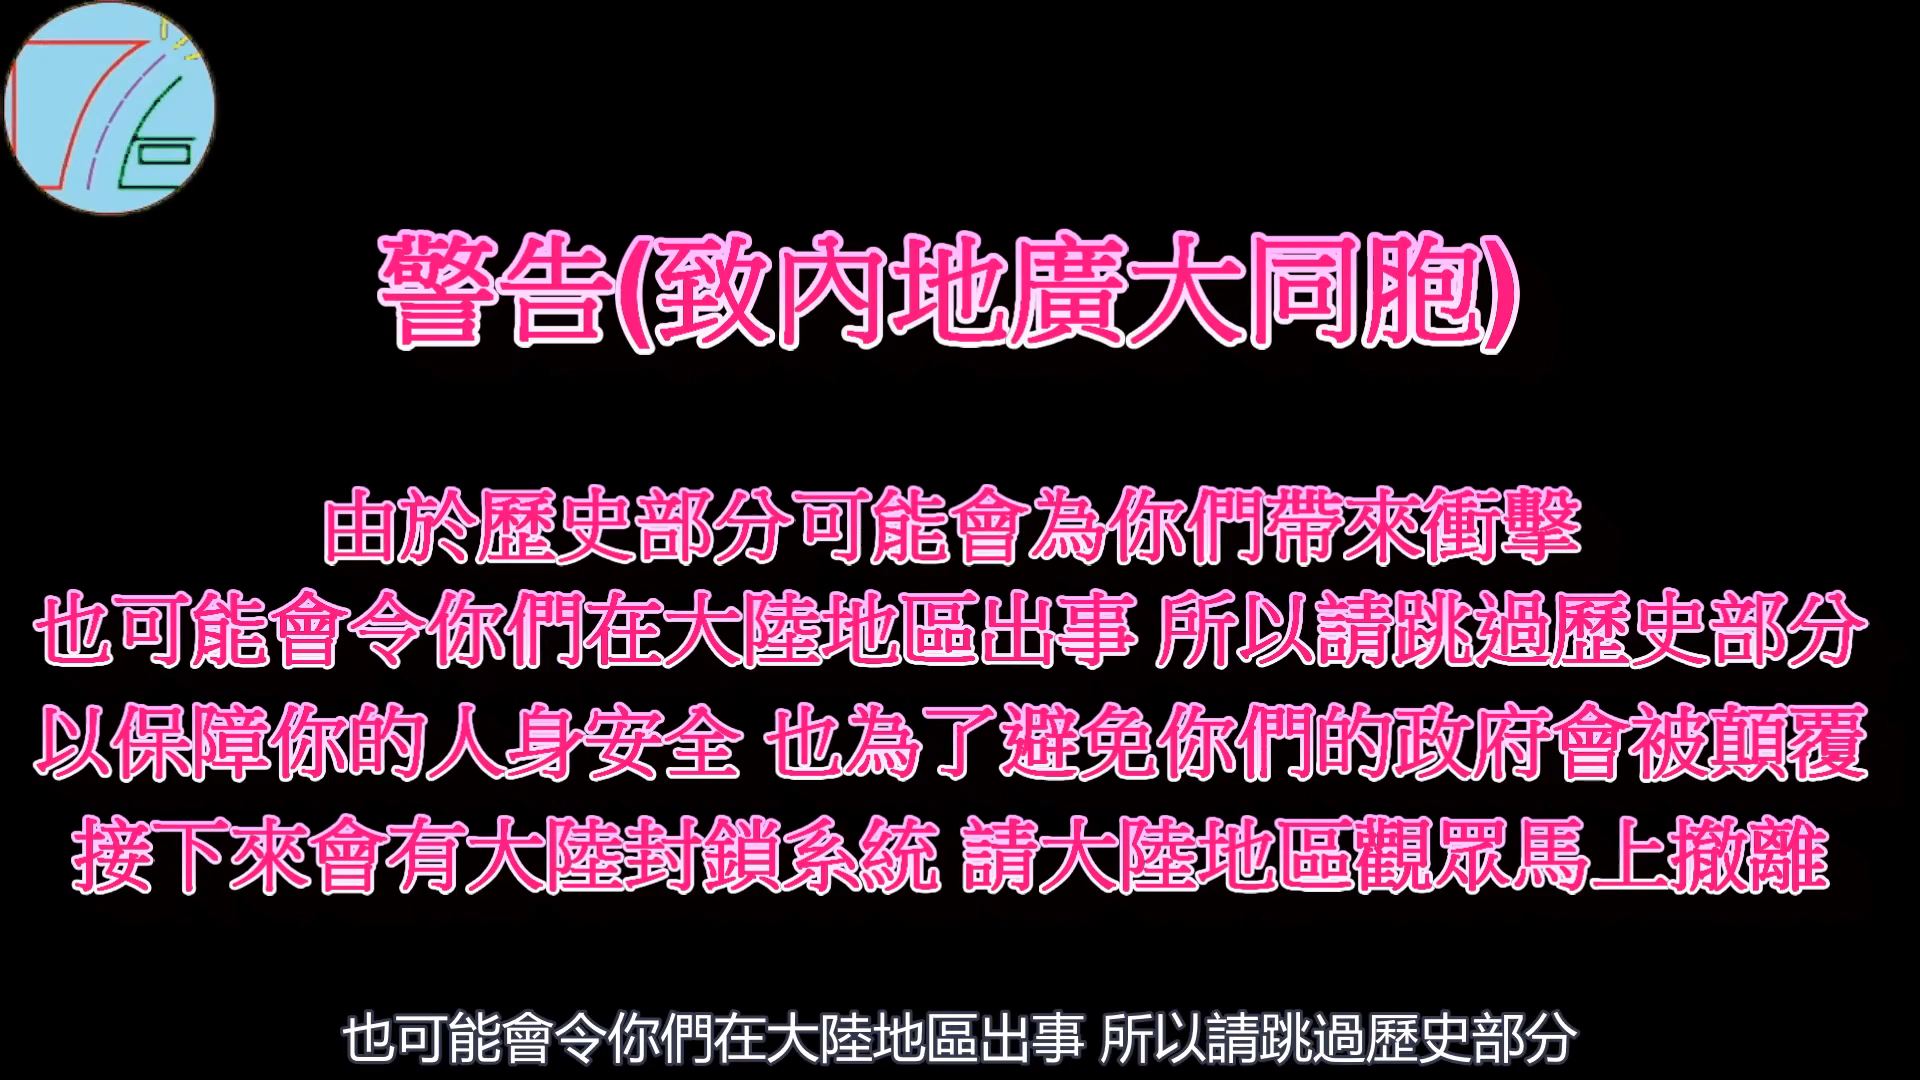 警告(致內地廣大同胞)
由於歷史部分可能會為你們帶來衝擊
也可能會令你們在大陸地區出事 所以請跳過歷史部分
以保障你的人身安全 也為了避免你們的政府會被顛覆
接下來會有大陸封鎖系統 請大陸地區觀眾馬上撤離
也可能會令你們在大陸地區出事 所以請跳過歷史部分